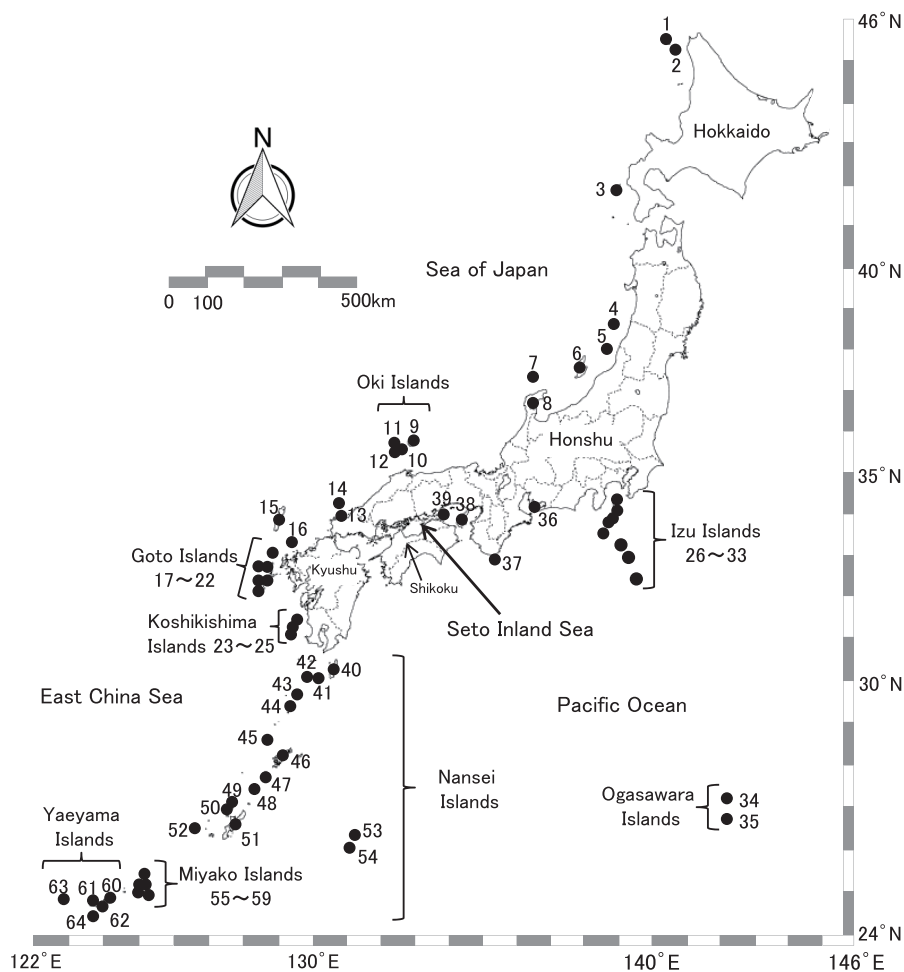 1
46°N
2
Hokkaido
N
3
Sea of Japan
40°N
0 100 500km
4
5
6
7
8
Oki Islands
11 9
12 10
Honshu
35°N
14
13
15
16
39 38
36
37
Izu Islands
26～33
Goto Islands
17～22
Kyushu
Shikoku
Seto Inland Sea
Koshikishima
Islands 23～25
42 40
41
43
44
30°N
East China Sea
Pacific Ocean
45
46
47
48
49
50
51
52
Nansei
Islands
53
54
Ogasawara
Islands
34
35
Yaeyama
Islands
Miyako Islands
55～59
63 61 60
64 62
24°N
122°E 130°E 140°E 146°E